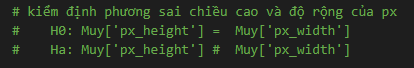 # kiểm định phương sai chiều cao và độ rộng của px
#    H0: Muy['px_height'] =  Muy['px_width']
#    Ha: Muy['px_height'] #  Muy['px_width']